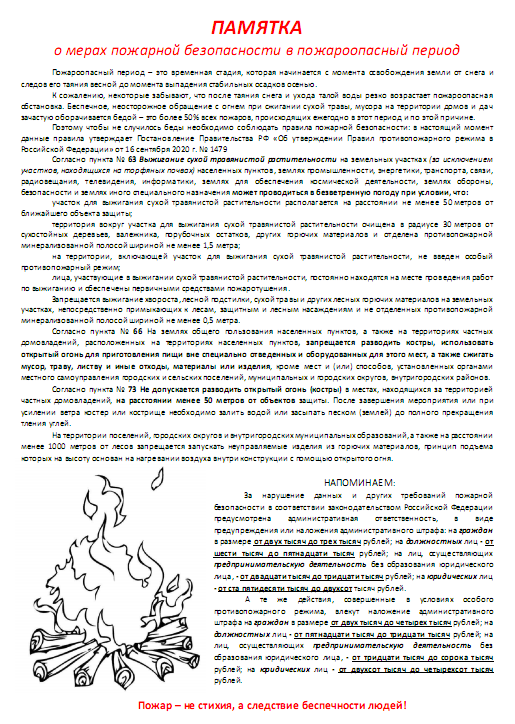 ПАМЯТКА
о мерах пожарной безопасности в пожароопасный период
Пожароопасный период – это временная стадия, которая начинается с момента освобождения земли от снега и
следов его таяния весной до момента выпадения стабильных осадков осенью.
К сожалению, некоторые забывают, что после таяния снега и ухода талой воды резко возрастает пожароопасная
обстановка. Беспечное, неосторожное обращение с огнем при сжигании сухой травы, мусора на территории домов и дач
зачастую оборачивается бедой – это более 50% всех пожаров, происходящих ежегодно в этот период и по этой причине.
Поэтому чтобы не случилось беды необходимо соблюдать правила пожарной безопасности: в настоящий момент
данные правила утверждает Постановление Правительства РФ «Об утверждении Правил противопожарного режима в
Российской Федерации» от 16 сентября 2020 г. № 1479
Согласно пункта № 63 Выжигание сухой травянистой растительности на земельных участках (за исключением
участков, находящихся на торфяных почвах) населенных пунктов, землях промышленности, энергетики, транспорта, связи,
радиовещания, телевидения, информатики, землях для обеспечения космической деятельности, землях обороны,
безопасности и землях иного специального назначения может проводиться в безветренную погоду при условии, что:
участок для выжигания сухой травянистой растительности располагается на расстоянии не менее 50 метров от
ближайшего объекта защиты;
территория вокруг участка для выжигания сухой травянистой растительности очищена в радиусе 30 метров от
сухостойных деревьев, валежника, порубочных остатков, других горючих материалов и отделена противопожарной
минерализованной полосой шириной не менее 1,5 метра;
на территории, включающей участок для выжигания сухой травянистой растительности, не введен особый
противопожарный режим;
лица, участвующие в выжигании сухой травянистой растительности, постоянно находятся на месте проведения работ
по выжиганию и обеспечены первичными средствами пожаротушения.
Запрещается выжигание хвороста, лесной подстилки, сухой травы и других лесных горючих материалов на земельных
участках, непосредственно примыкающих к лесам, защитным и лесным насаждениям и не отделенных противопожарной
минерализованной полосой шириной не менее 0,5 метра.
Согласно пункта № 66 На землях общего пользования населенных пунктов, а также на территориях частных
домовладений, расположенных на территориях населенных пунктов, запрещается разводить костры, использовать
открытый огонь для приготовления пищи вне специально отведенных и оборудованных для этого мест, а также сжигать
мусор, траву, листву и иные отходы, материалы или изделия, кроме мест и (или) способов, установленных органами
местного самоуправления городских и сельских поселений, муниципальных и городских округов, внутригородских районов.
Согласно пункта № 73 Не допускается разводить открытый огонь (костры) в местах, находящихся за территорией
частных домовладений, на расстоянии менее 50 метров от объектов защиты. После завершения мероприятия или при
усилении ветра костер или кострище необходимо залить водой или засыпать песком (землей) до полного прекращения
тления углей.
На территории поселений, городских округов и внутригородских муниципальных образований, а также на расстоянии
менее 1000 метров от лесов запрещается запускать неуправляемые изделия из горючих материалов, принцип подъема
которых на высоту основан на нагревании воздуха внутри конструкции с помощью открытого огня.
НАПОМИНАЕМ:
За нарушение данных и других требований пожарной
безопасности в соответствии законодательством Российской Федерации
предусмотрена административная ответственность, в виде
предупреждения или наложения административного штрафа: на граждан
в размере от двух тысяч до трех тысяч рублей; на должностных лиц - от
шести тысяч до пятнадцати тысяч рублей; на лиц, осуществляющих
предпринимательскую деятельность без образования юридического
лица, - от двадцати тысяч до тридцати тысяч рублей; на юридических лиц
- от ста пятидесяти тысяч до двухсот тысяч рублей.
А те же действия, совершенные в условиях особого
противопожарного режима, влекут наложение административного
штрафа на граждан в размере от двух тысяч до четырех тысяч рублей; на
должностных лиц - от пятнадцати тысяч до тридцати тысяч рублей; на
лиц, осуществляющих предпринимательскую деятельность без
образования юридического лица, - от тридцати тысяч до сорока тысяч
рублей; на юридических лиц - от двухсот тысяч до четырехсот тысяч
рублей.
Пожар – не стихия, а следствие беспечности людей!